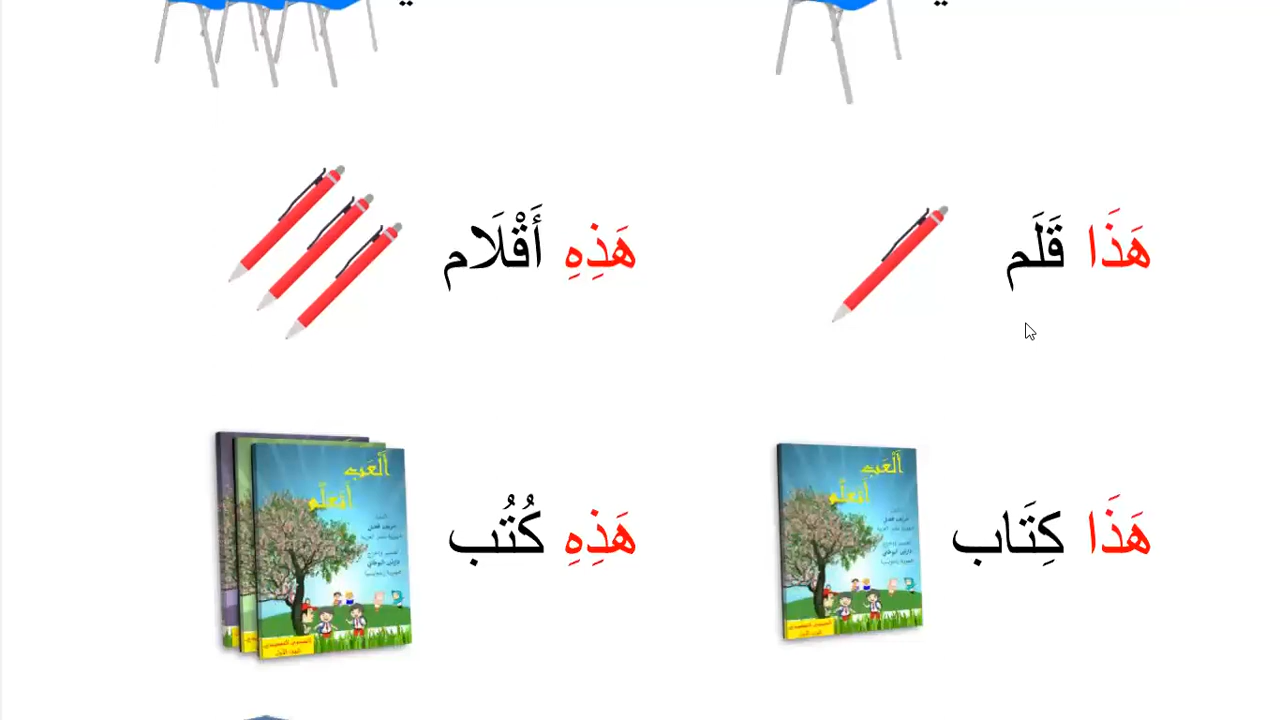 هَذَا قَلَم
هَذِهِ أَقْلَام
هَذَا كِتَاب
أَلْعَب
أَتَعَلَّم
هَذِهِ كُتُب
أَلْعَب
أَتَعَلَّم